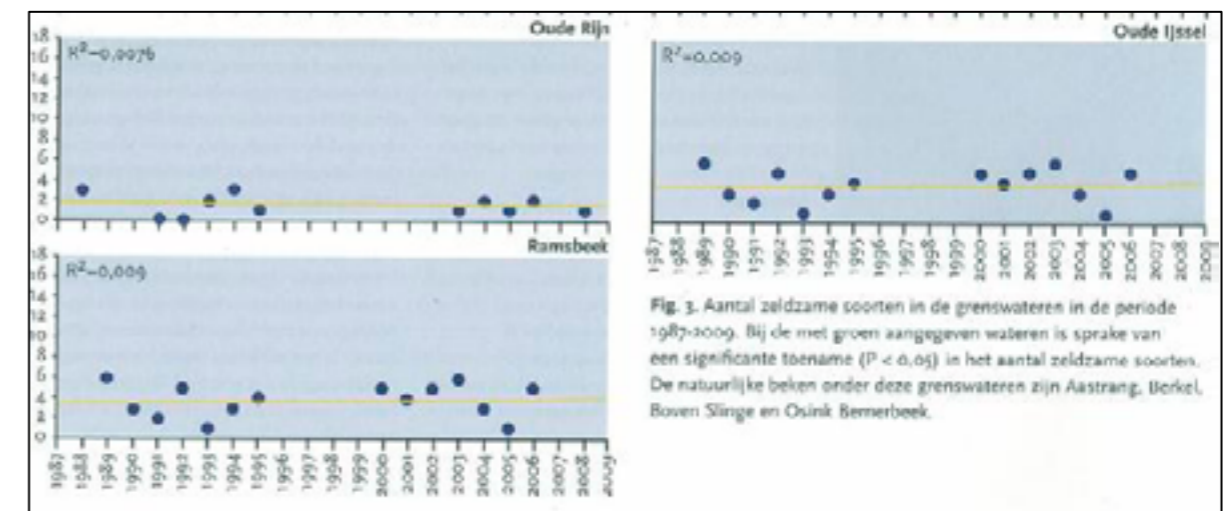 Oude Rijn
R²=0,0076
18
16
14
12
10
8
6
4
2
0
Ramsbeek
R²=0,009
18
16
14
12
10
8
6
4
2
0
1987 1988 1989 1990 1991 1992 1993 1994 1995 1996 1997 1998 1999 2000 2001 2002 2003 2004 2005 2006 2007 2008 2009
Oude IJssel
R²=0,009
1987 1988 1989 1990 1991 1992 1993 1994 1995 1996 1997 1998 1999 2000 2001 2002 2003 2004 2005 2006 2007 2008 2009
Fig. 3. Aantal zeldzame soorten in de grenswateren in de periode
1987-2009. Bij de met groen aangegeven wateren is sprake van
een significante toename (P < 0,05) in het aantal zeldzame soorten.
De natuurlijke beken onder deze grenswateren zijn Aastrang, Berkel,
Boven Slinge en Osink Bemerbeek.